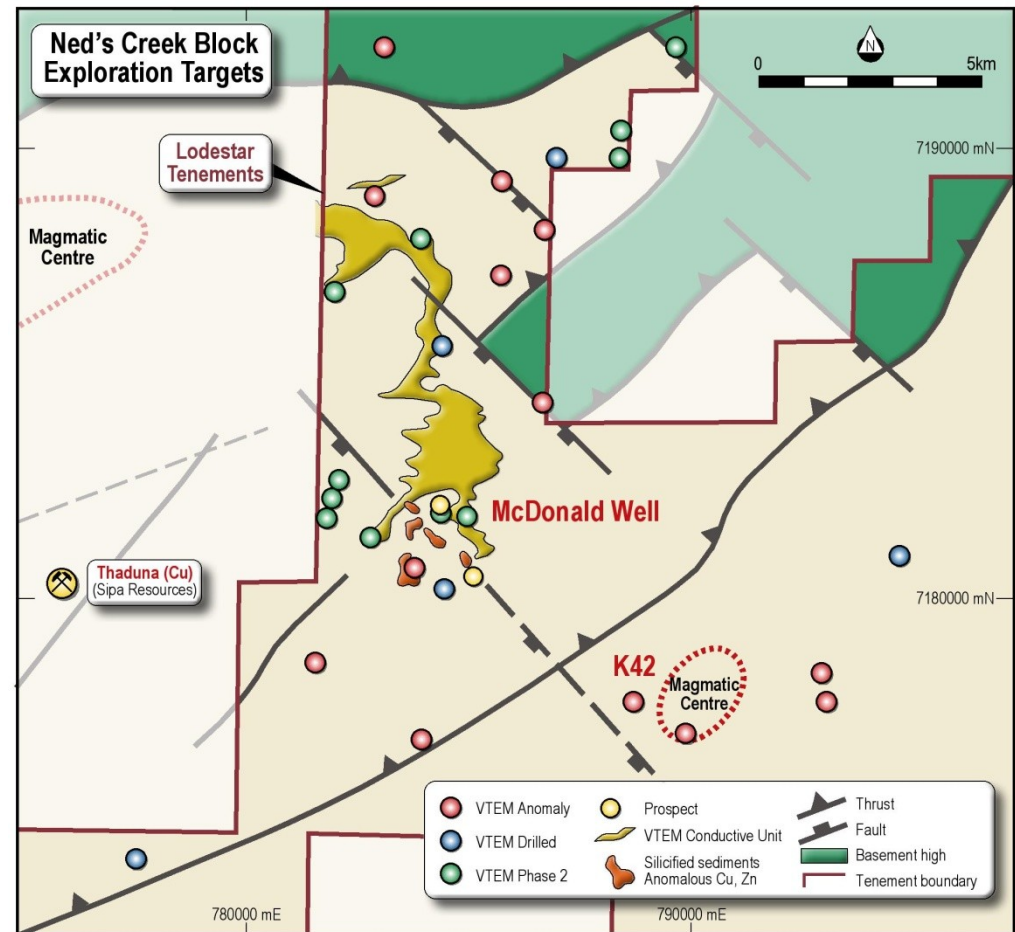 Ned's Creek Block
Exploration Targets
N
0
5km
7190000 mN
Lodestar
Tenements
Magmatic
Centre
McDonald Well
Thaduna (Cu)
(Sipa Resources)
7180000 mN
K42
Magmatic
Centre
VTEM Anomaly
VTEM Drilled
VTEM Phase 2
Prospect
VTEM Conductive Unit
Silicified sediments
Anomalous Cu, Zn
Thrust
Fault
Basement high
Tenement boundary
780000 mE
790000 mE